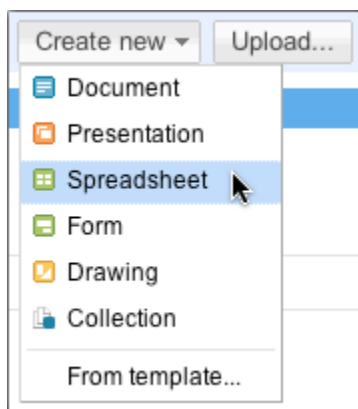 Create new Upload...
Document
Presentation
Spreadsheet
Form
Drawing
Collection
From template...